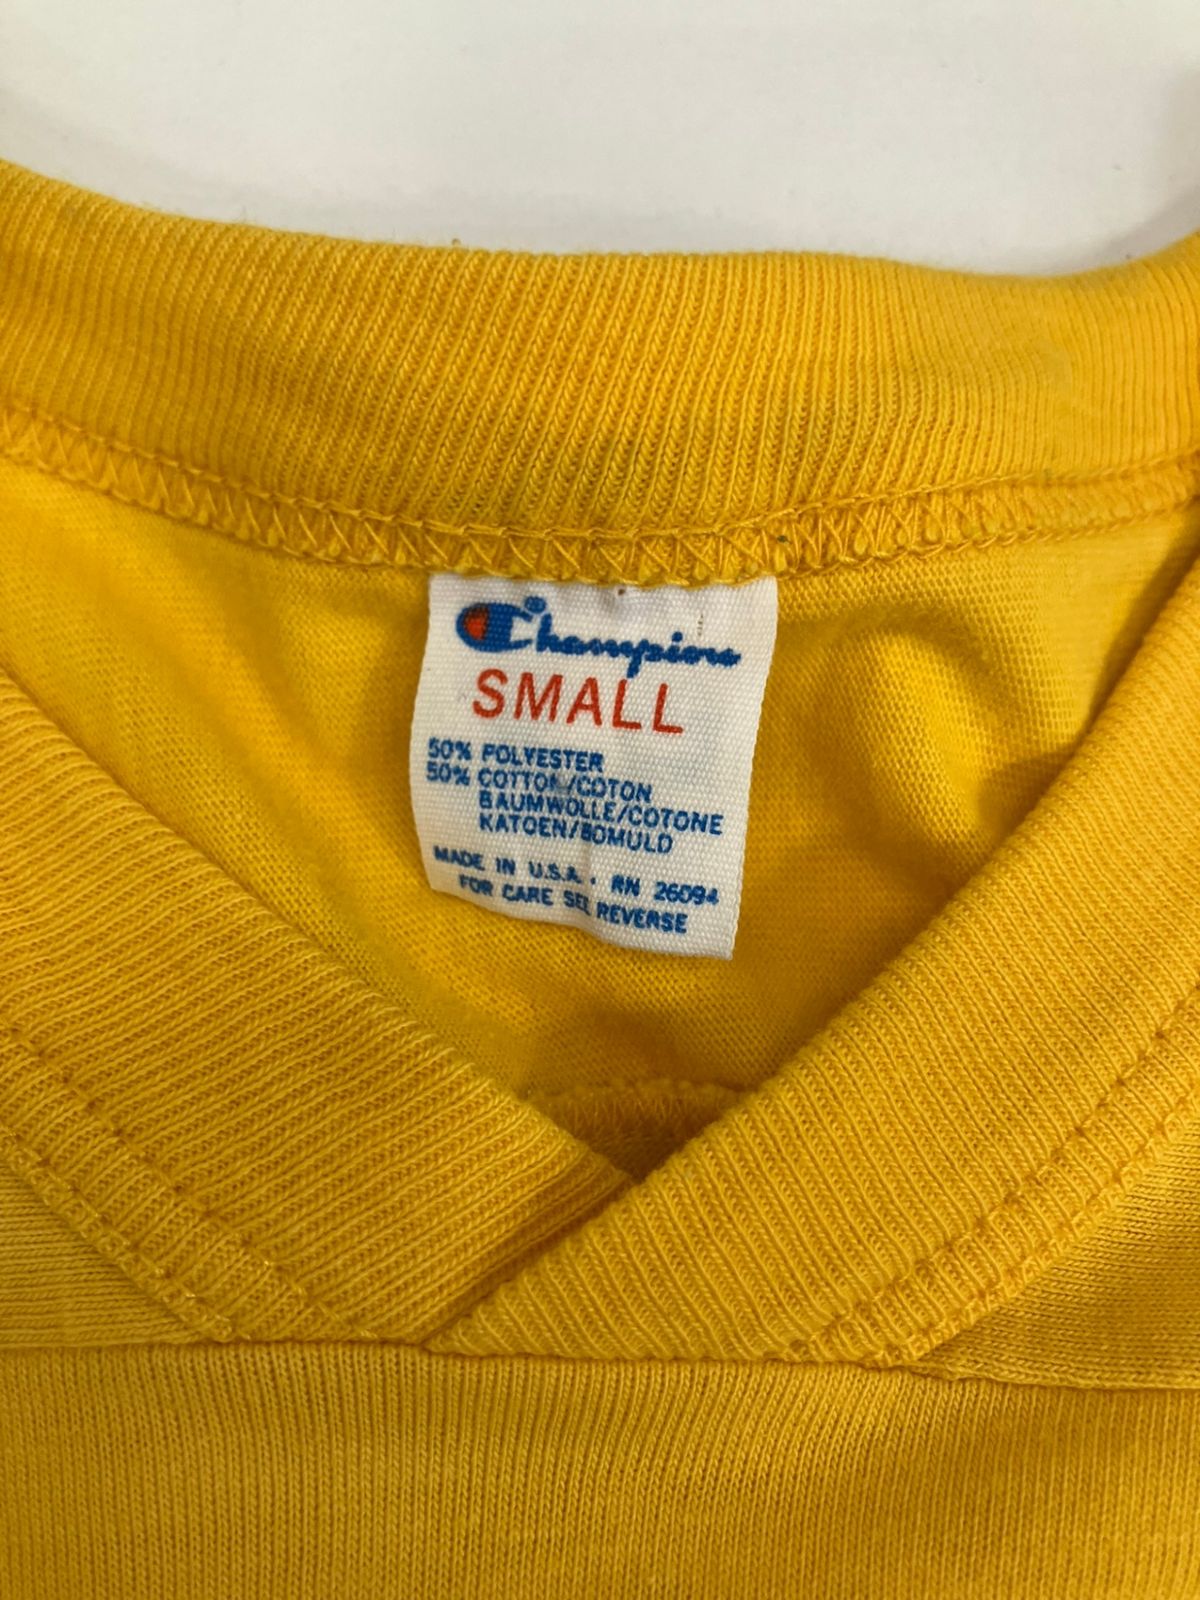 Champion
SMALL
50% POLYESTER
50% COTTON/COTON
BAUMWOLLE/COTONE
KATOEN/BOMULD
MADE IN U.S.A. • RN 26094
FOR CARE SEE REVERSE